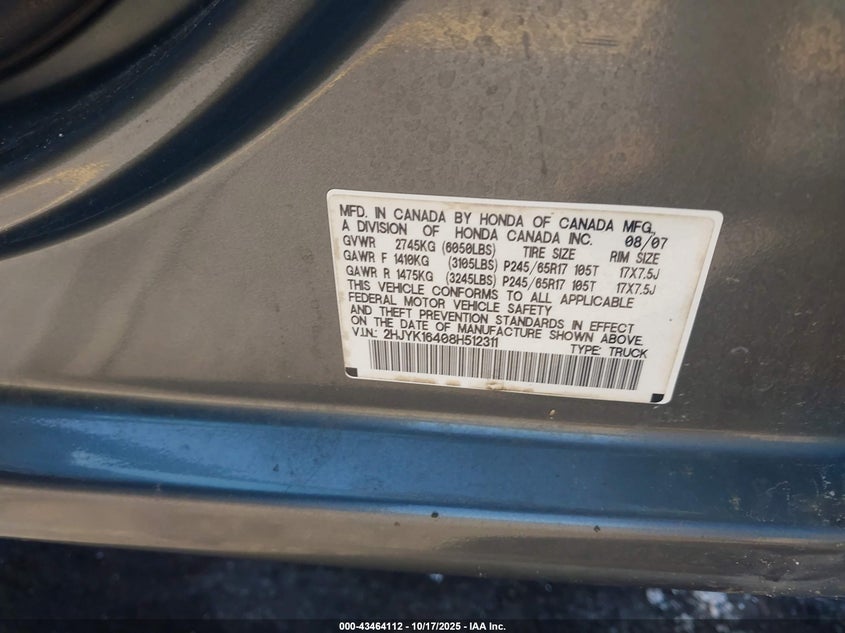 MFD. IN CANADA BY HONDA OF CANADA MFG.,
A DIVISION OF HONDA CANADA INC. 08/07
GVWR 2745KG (6050LBS) TIRE SIZE RIM SIZE
GAWR F 1410KG (3105LBS) P245/65R17 105T 17X7.5J
GAWR R 1475KG (3245LBS) P245/65R17 105T 17X7.5J
THIS VEHICLE CONFORMS TO ALL APPLICABLE
FEDERAL MOTOR VEHICLE SAFETY
AND THEFT PREVENTION STANDARDS IN EFFECT
ON THE DATE OF MANUFACTURE SHOWN ABOVE.
V.I.N.: 2HJYK16408H512311 TYPE: TRUCK
000-43464112 - 10/17/2025 - IAA Inc.